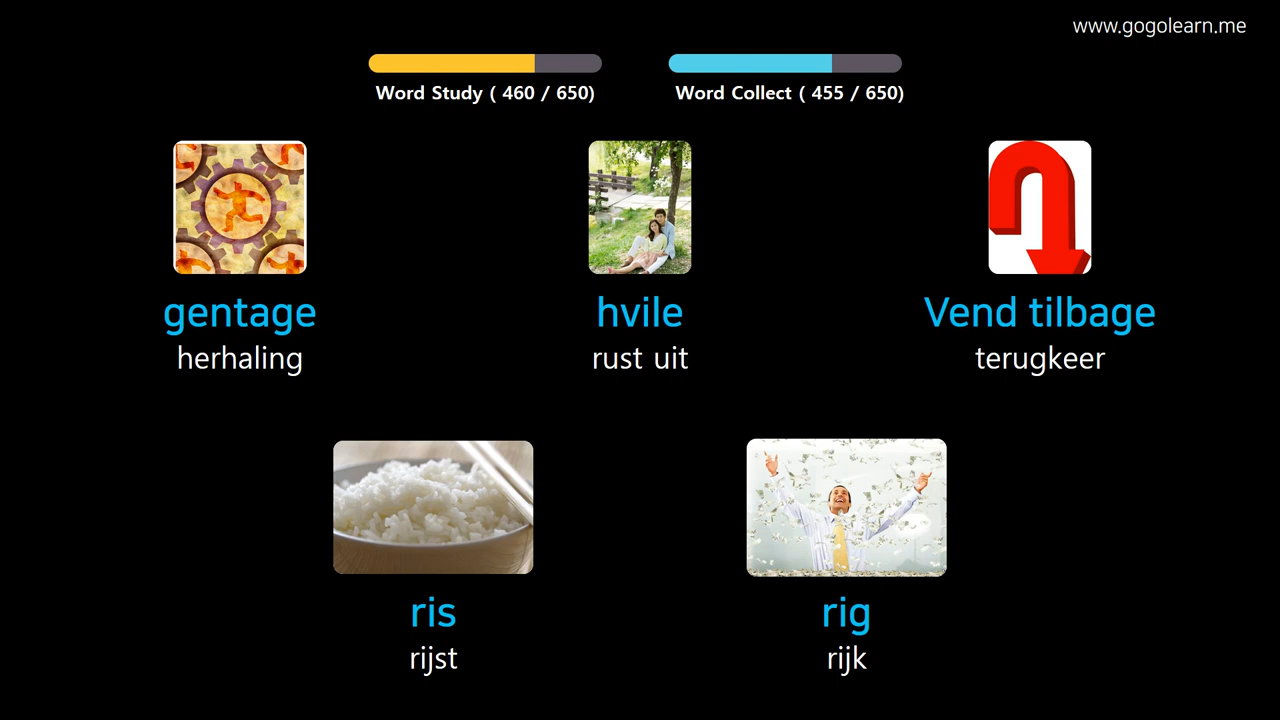 www.gogolearn.me
Word Study ( 460 / 650)
Word Collect ( 455 / 650)
gentage
herhaling
hvile
rust uit
Vend tilbage
terugkeer
ris
rijst
rig
rijk